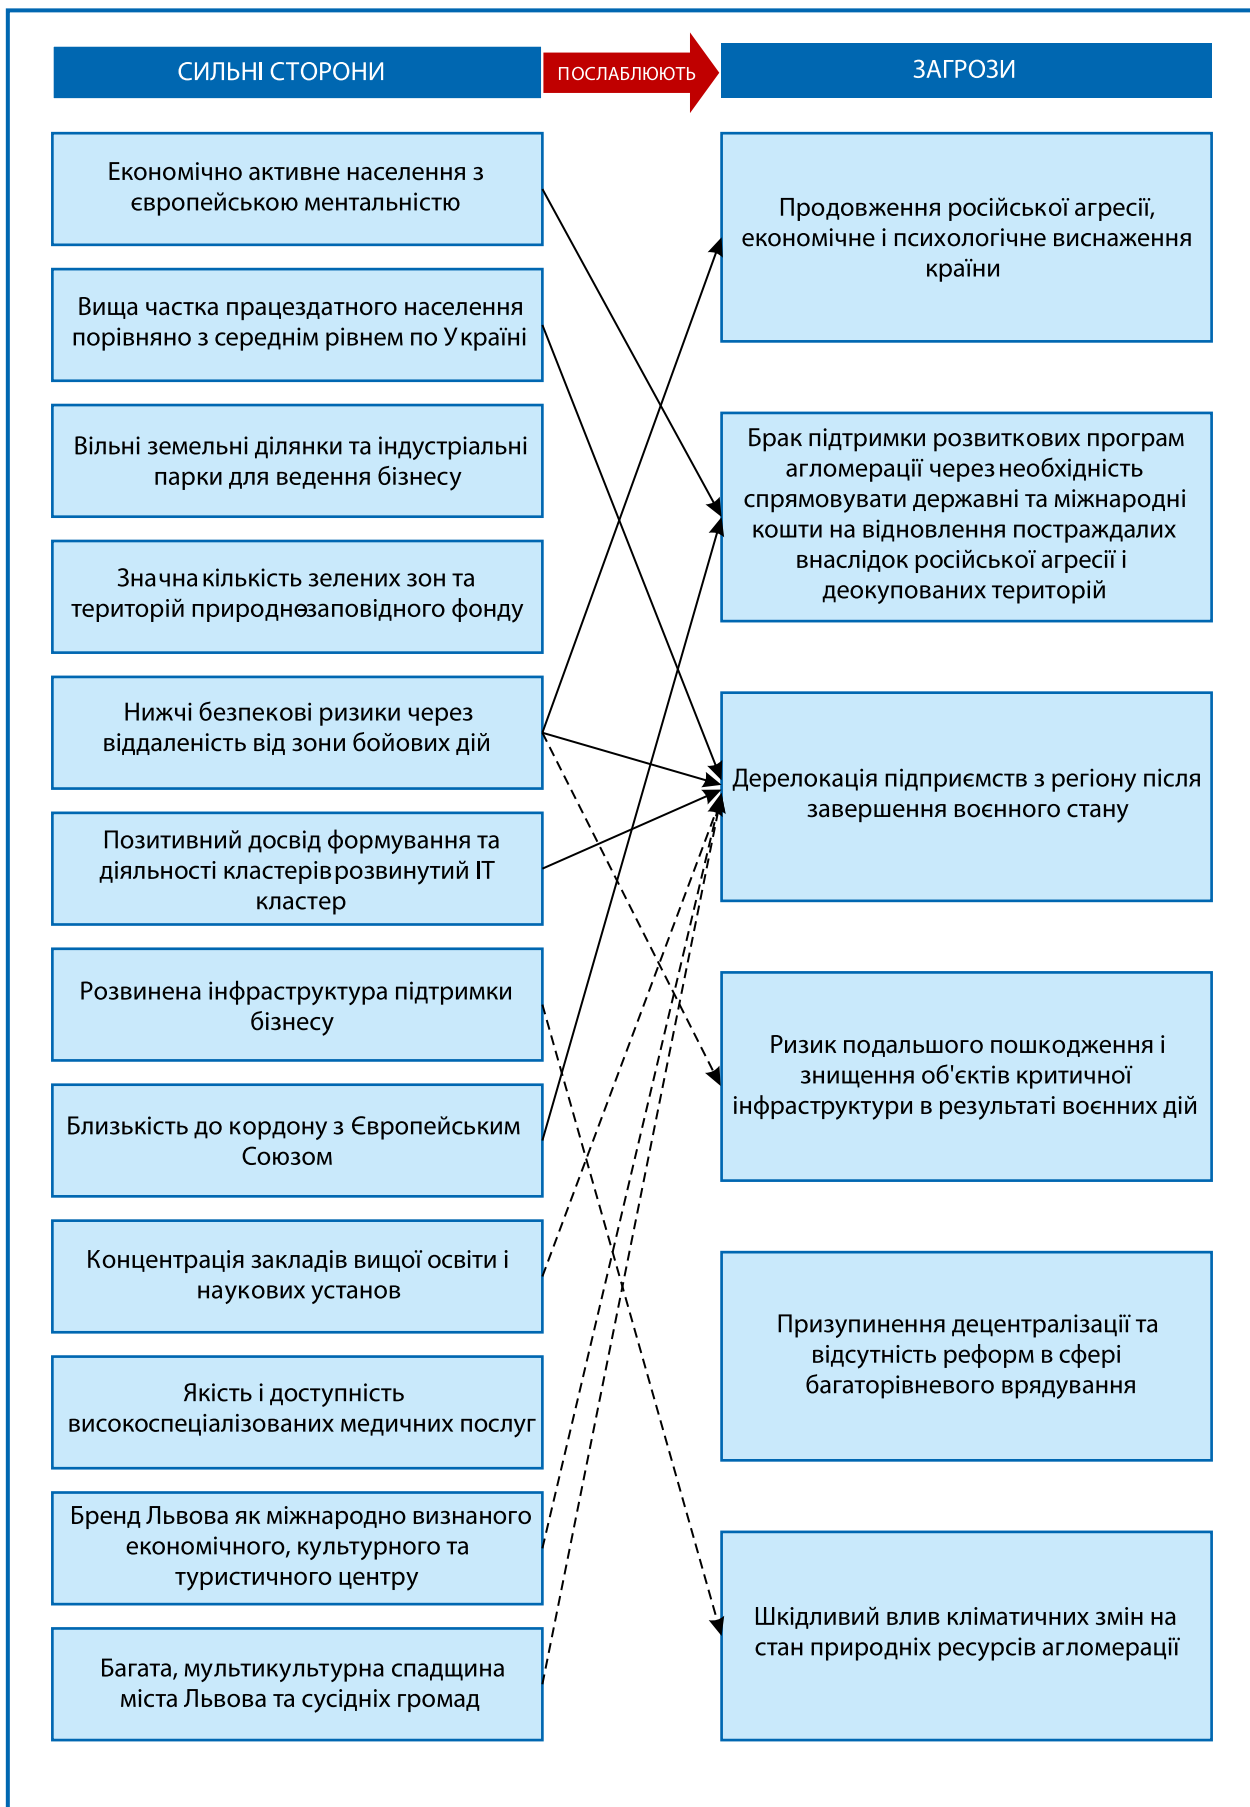 СИЛЬНІ СТОРОНИ
ПОСЛАБЛЮЮТЬ
ЗАГРОЗИ
Економічно активне населення з
європейською ментальністю
Вища частка працездатного населення
порівняно з середнім рівнем по Україні
Вільні земельні ділянки та індустріальні
парки для ведення бізнесу
Значна кількість зелених зон та
територій природнозаповідного фонду
Нижчі безпекові ризики через
віддаленість від зони бойових дій
Позитивний досвід формування та
діяльності кластерів розвинутий ІТ
кластер
Розвинена інфраструктура підтримки
бізнесу
Близькість до кордону з Європейським
Союзом
Концентрація закладів вищої освіти і
наукових установ
Якість і доступність
високоспеціалізованих медичних послуг
Бренд Львова як міжнародно визнаного
економічного, культурного та
туристичного центру
Багата, мультикультурна спадщина
міста Львова та сусідніх громад
Продовження російської агресії,
економічне і психологічне виснаження
країни
Брак підтримки розвиткових програм
агломерації через необхідність
спрямовувати державні та міжнародні
кошти на відновлення постраждалих
внаслідок російської агресії і
деокупованих територій
Дерелокація підприємств з регіону після
завершення воєнного стану
Ризик подальшого пошкодження і
знищення об'єктів критичної
інфраструктури в результаті воєнних дій
Призупинення децентралізації та
відсутність реформ в сфері
багаторівневого врядування
Шкідливий влив кліматичних змін на
стан природніх ресурсів агломерації